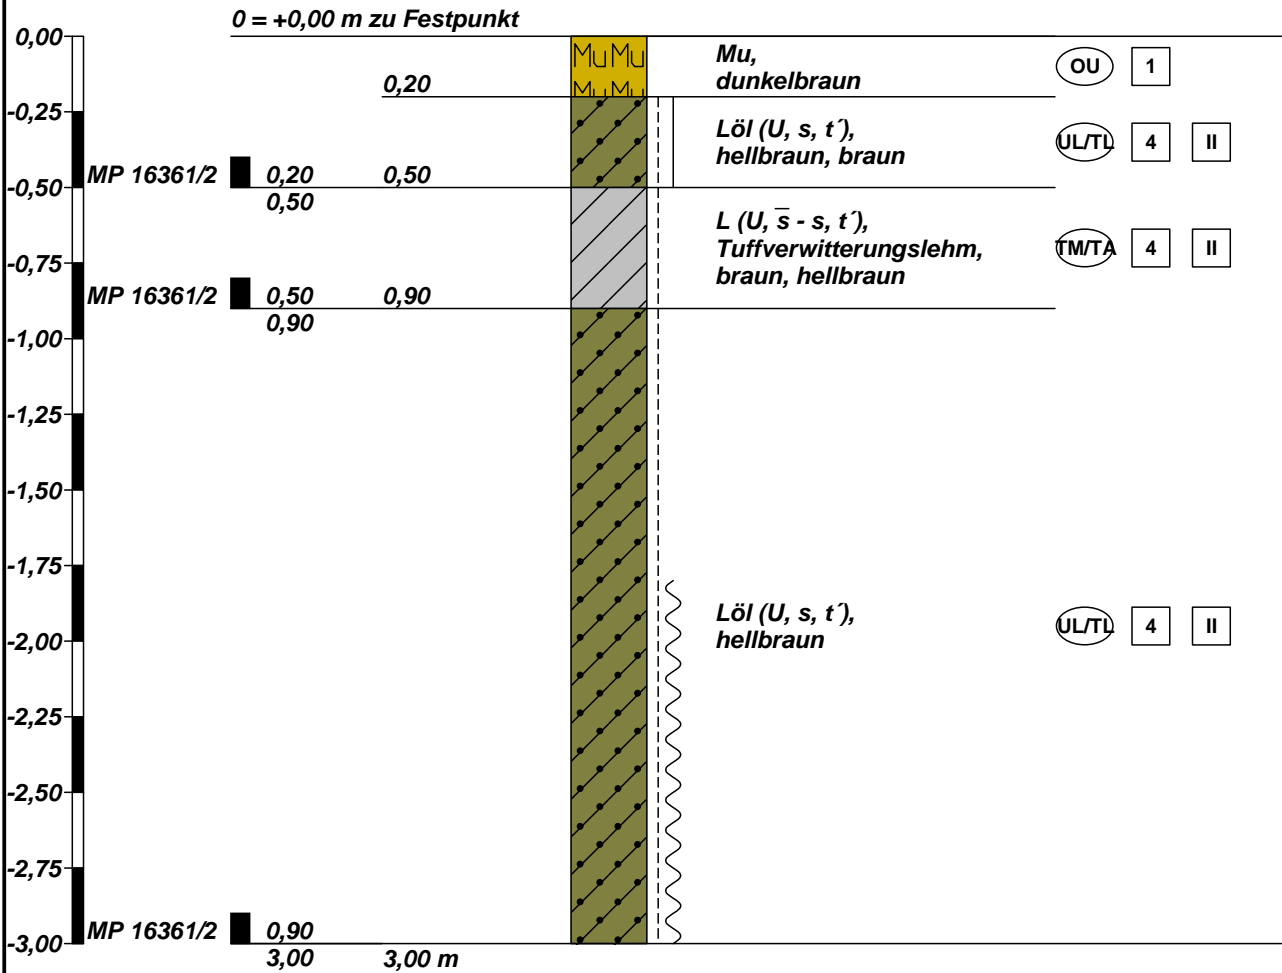 0 = +0,00 m zu Festpunkt
0,00
Mu Mu
Mu Mu
Mu,
dunkelbraun
OU 1
0,20
-0,25
Löl (U, s, t´),
hellbraun, braun
UL/TL 4 II
MP 16361/2 0,20 0,50
-0,50
0,50
L (U, s̅ - s, t´),
Tuffverwitterungslehm,
braun, hellbraun
TM/TA 4 II
-0,75
MP 16361/2 0,50 0,90
0,90
-1,00
-1,25
-1,50
-1,75
Löl (U, s, t´),
hellbraun
UL/TL 4 II
-2,00
-2,25
-2,50
-2,75
MP 16361/2 0,90
-3,00
3,00 3,00 m